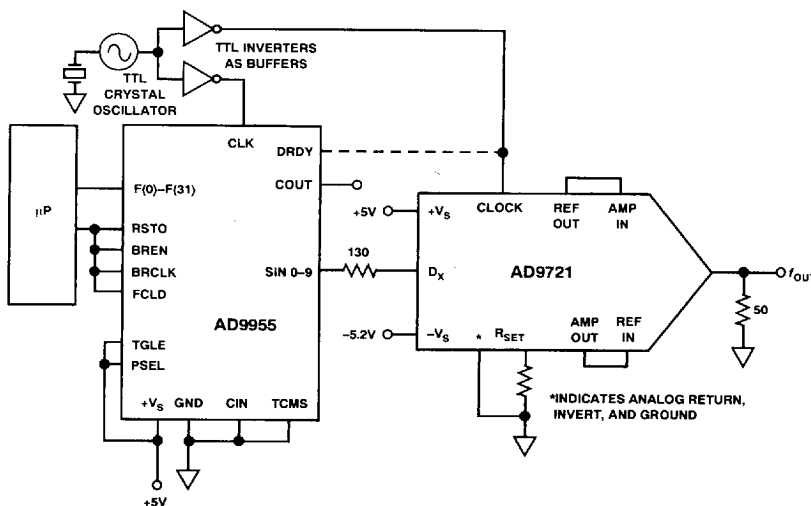 TTL INVERTERS
AS BUFFERS
TTL
CRYSTAL
OSCILLATOR
CLK
DRDY
COUT
µP
F(0)–F(31)
RSTO
BREN
BRCLK
FCLD
SIN 0–9
AD9955
TGLE
PSEL
+VS
GND
CIN
TCMS
+5V
130
+5V
+VS
CLOCK
REF
OUT
AMP
IN
DX
AD9721
–5.2V
–VS
*
RSET
AMP
OUT
REF
IN
fOUT
50
*INDICATES ANALOG RETURN,
INVERT, AND GROUND